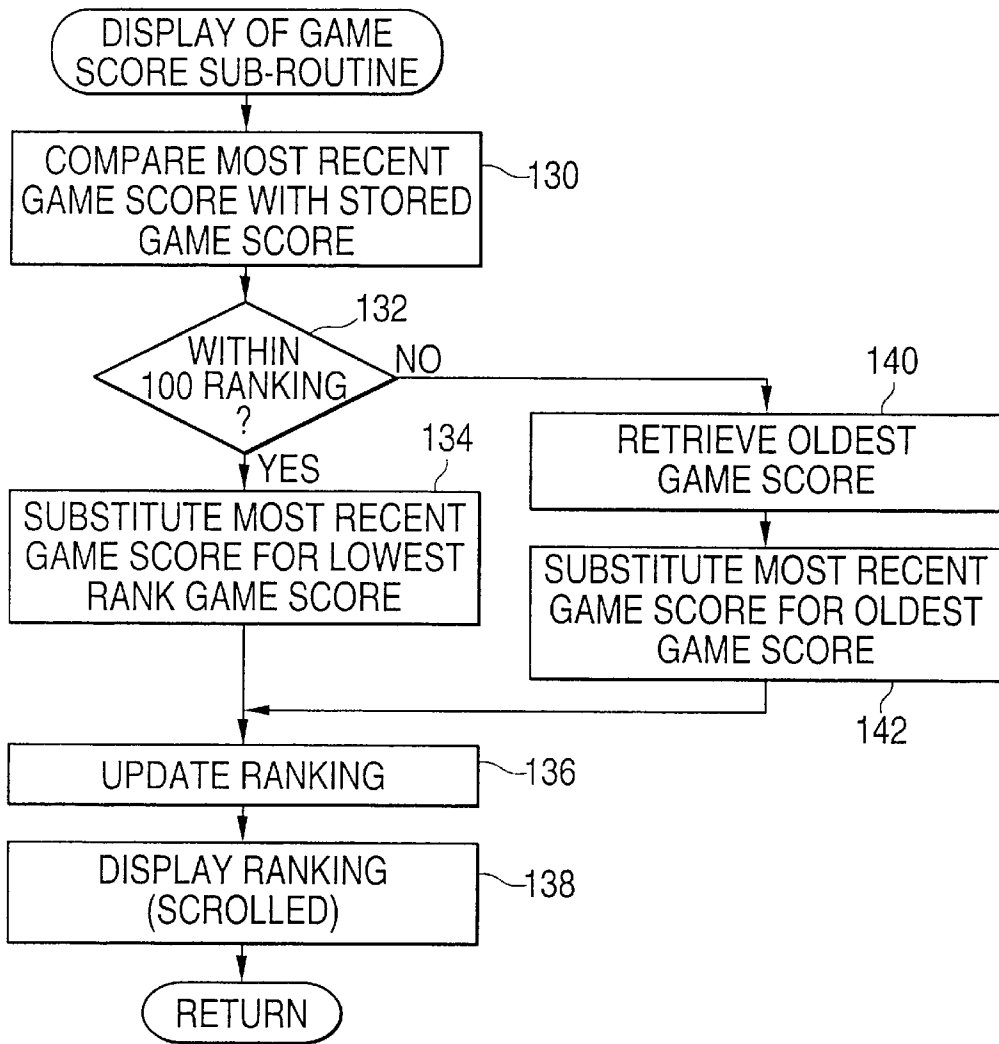 DISPLAY OF GAME
SCORE SUB-ROUTINE
COMPARE MOST RECENT
GAME SCORE WITH STORED
GAME SCORE
130
132
WITHIN
100 RANKING
?
NO
YES
134
SUBSTITUTE MOST RECENT
GAME SCORE FOR LOWEST
RANK GAME SCORE
140
RETRIEVE OLDEST
GAME SCORE
SUBSTITUTE MOST RECENT
GAME SCORE FOR OLDEST
GAME SCORE
142
UPDATE RANKING
136
DISPLAY RANKING
(SCROLLED)
138
RETURN